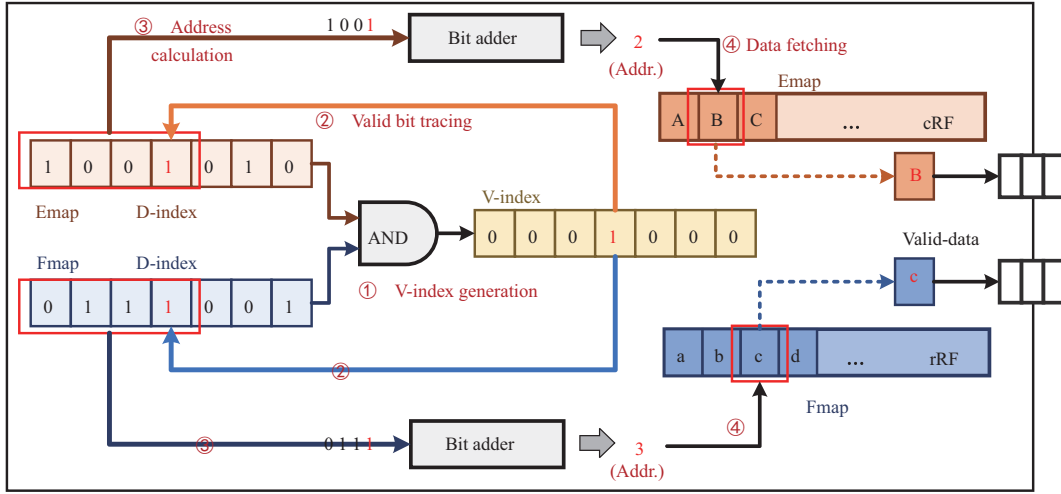 ③ Address
calculation
1 0 0 1
Bit adder
2
(Addr.)
④ Data fetching
Emap
A B C ... cRF
② Valid bit tracing
1 0 0 1 0 1 0
Emap D-index
B
V-index
AND
0 0 0 1 0 0 0
Fmap D-index
Valid-data
① V-index generation
c
0 1 1 1 0 0 1
②
a b c d ... rRF
Fmap
③
0 1 1 1
Bit adder
3
(Addr.)
④